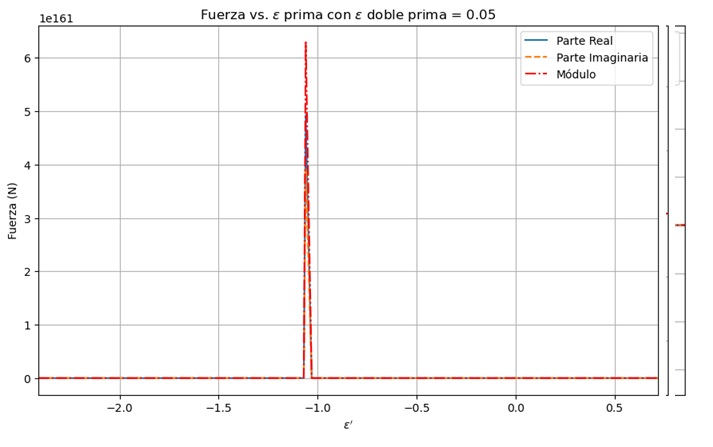 Fuerza vs. ε prima con ε doble prima = 0.05
1e161
Parte Real
Parte Imaginaria
Módulo
6
5
4
3
2
1
0
Fuerza (N)
−2.0 −1.5 −1.0 −0.5 0.0 0.5
ε′